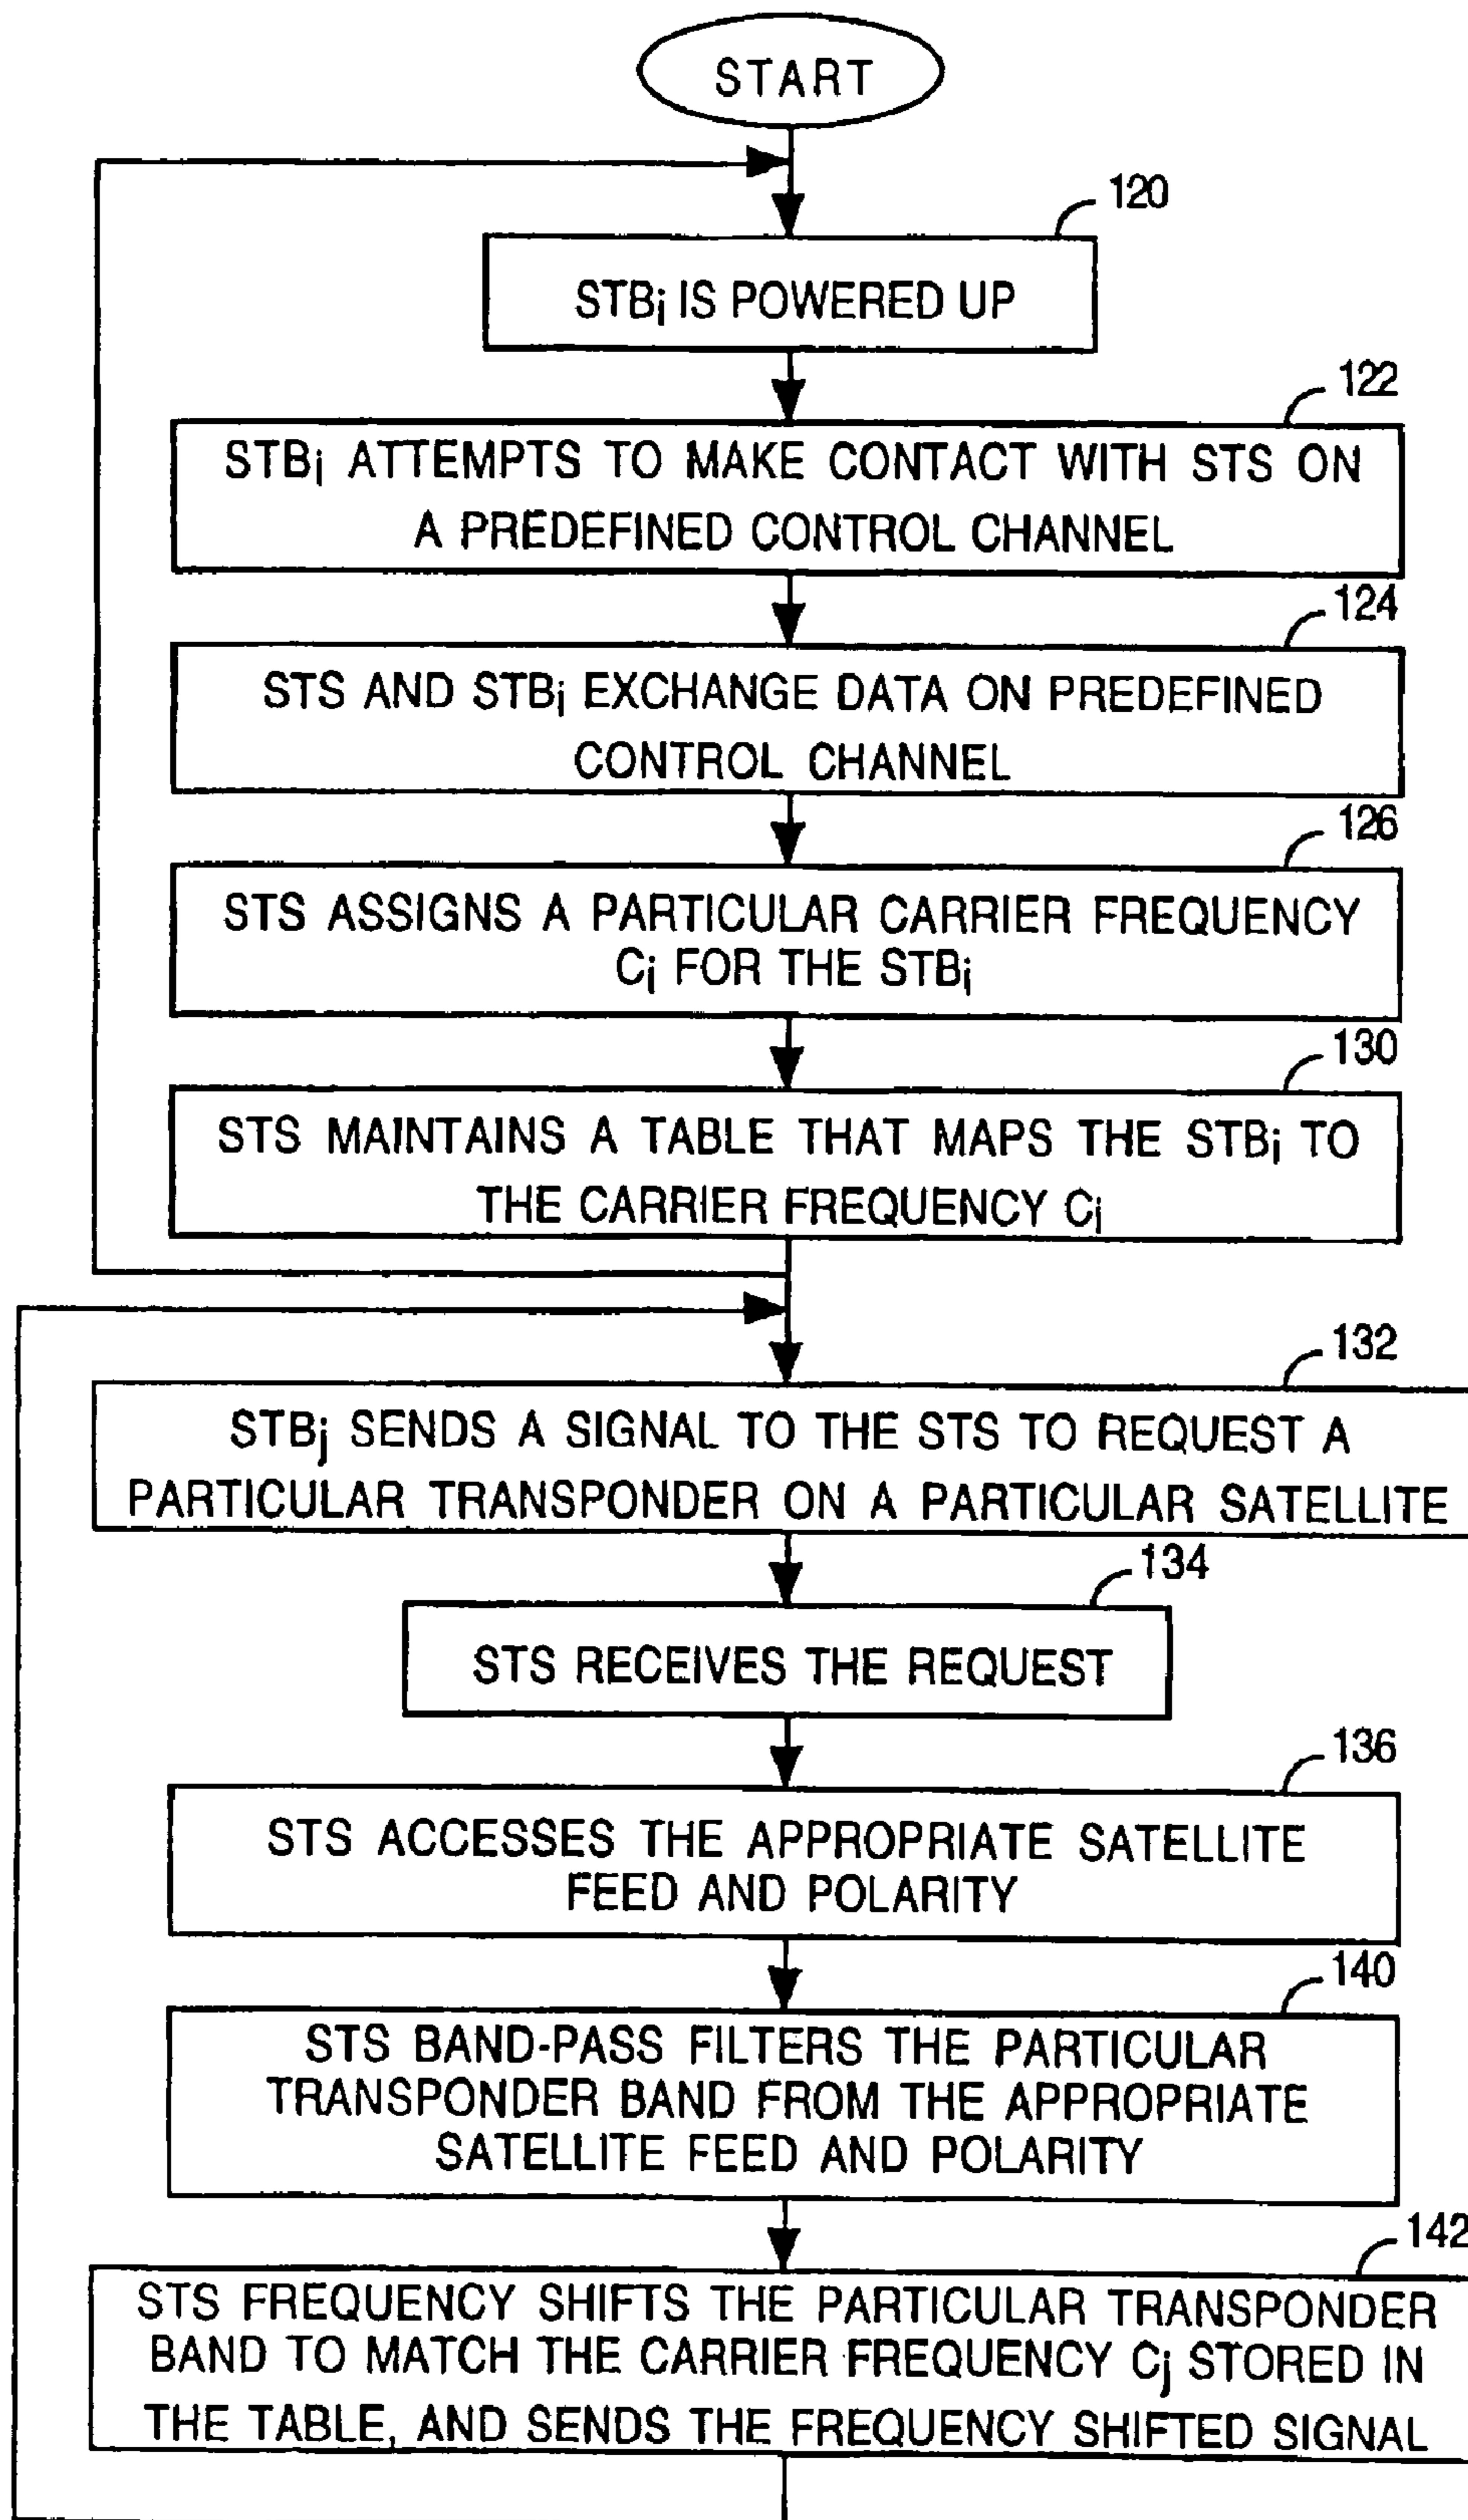 START
120
STBi IS POWERED UP
122
STBi ATTEMPTS TO MAKE CONTACT WITH STS ON
A PREDEFINED CONTROL CHANNEL
124
STS AND STBi EXCHANGE DATA ON PREDEFINED
CONTROL CHANNEL
126
STS ASSIGNS A PARTICULAR CARRIER FREQUENCY
Ci FOR THE STBi
130
STS MAINTAINS A TABLE THAT MAPS THE STBi TO
THE CARRIER FREQUENCY Ci
132
STBj SENDS A SIGNAL TO THE STS TO REQUEST A
PARTICULAR TRANSPONDER ON A PARTICULAR SATELLITE
134
STS RECEIVES THE REQUEST
136
STS ACCESSES THE APPROPRIATE SATELLITE
FEED AND POLARITY
140
STS BAND-PASS FILTERS THE PARTICULAR
TRANSPONDER BAND FROM THE APPROPRIATE
SATELLITE FEED AND POLARITY
142
STS FREQUENCY SHIFTS THE PARTICULAR TRANSPONDER
BAND TO MATCH THE CARRIER FREQUENCY Cj STORED IN
THE TABLE, AND SENDS THE FREQUENCY SHIFTED SIGNAL